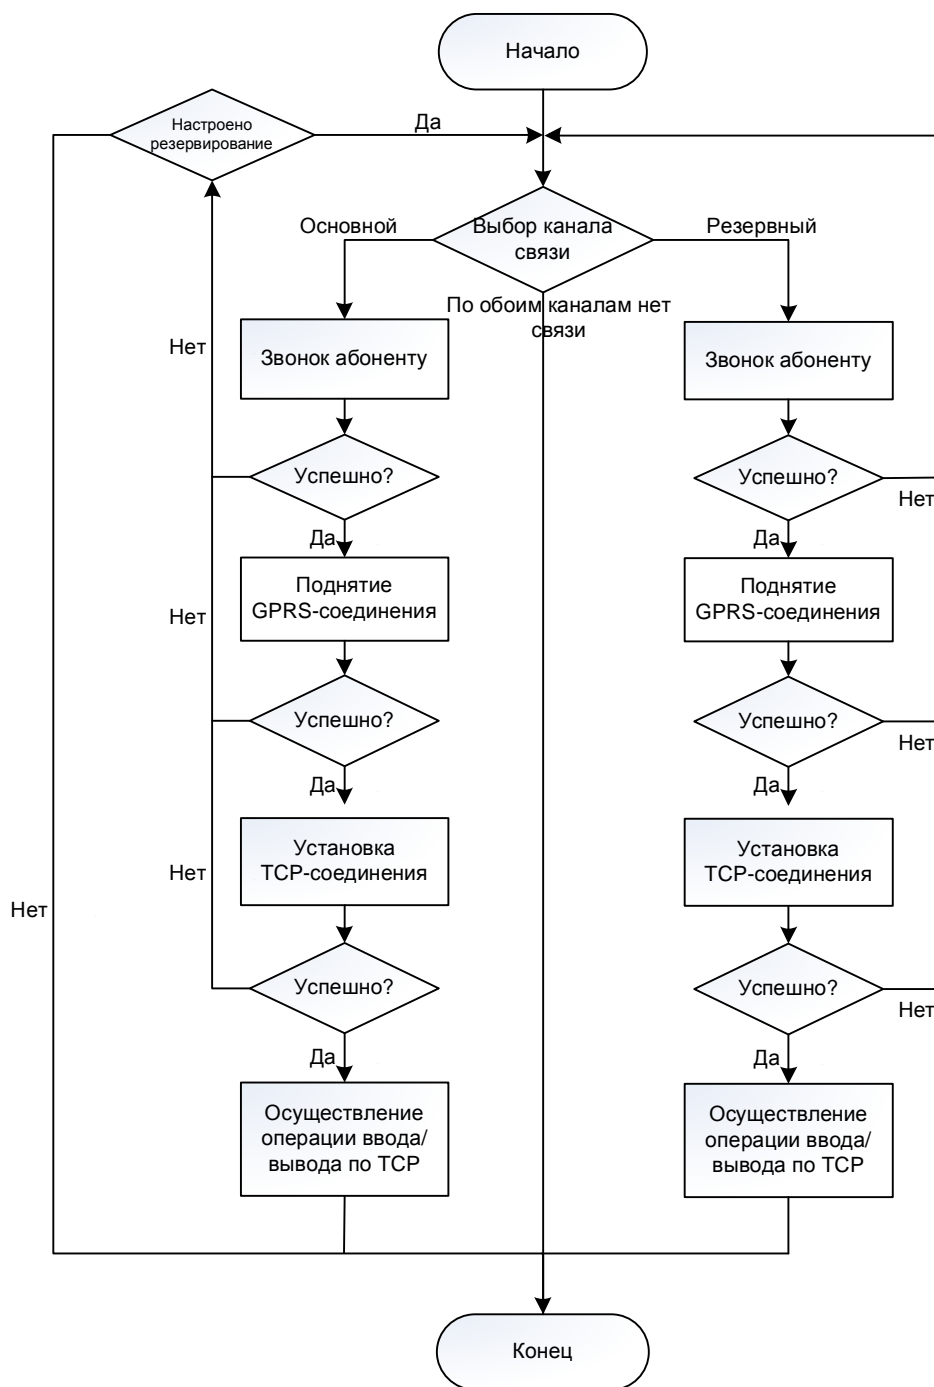 Начало
Настроено
резервирование
Да
Основной
Выбор канала
связи
Резервный
По обоим каналам нет
связи
Нет
Звонок абоненту
Звонок абоненту
Успешно?
Успешно?
Нет
Да
Да
Поднятие
GPRS-соединения
Поднятие
GPRS-соединения
Нет
Успешно?
Успешно?
Нет
Да
Да
Установка
TCP-соединения
Установка
TCP-соединения
Нет
Нет
Успешно?
Успешно?
Нет
Да
Да
Осуществление
операции ввода/
вывода по TCP
Осуществление
операции ввода/
вывода по TCP
Конец